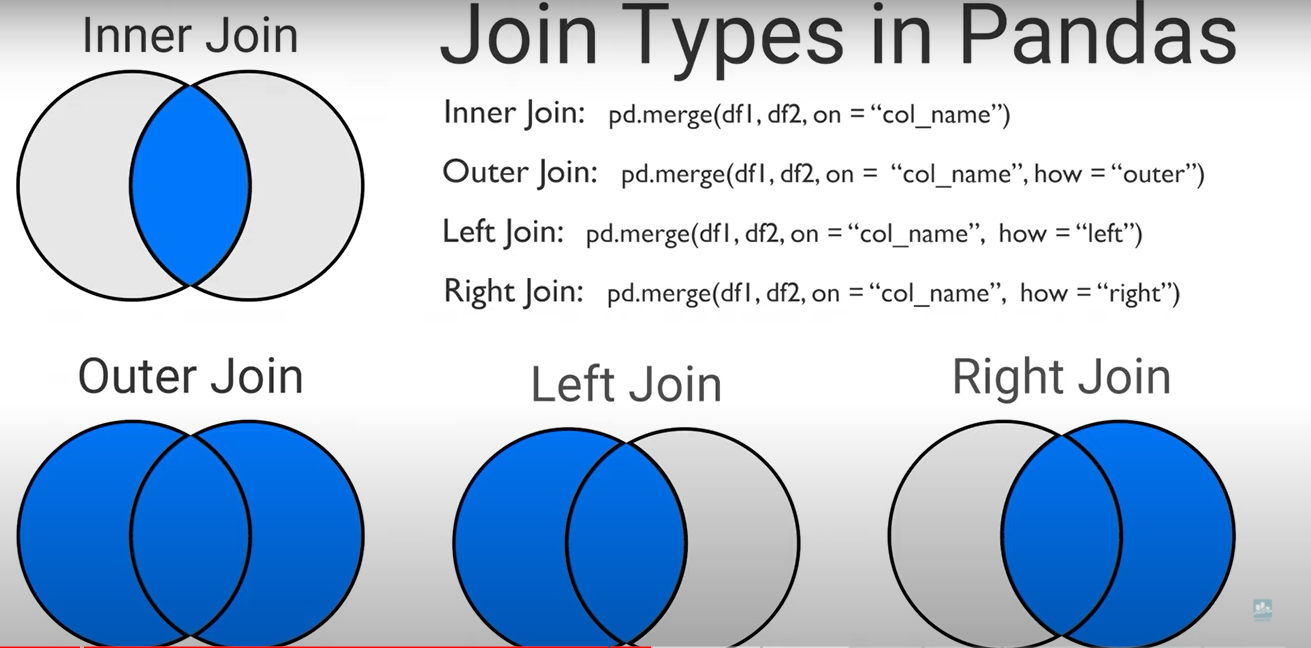 Inner Join
Join Types in Pandas
Inner Join: pd.merge(df1, df2, on = “col_name”)
Outer Join: pd.merge(df1, df2, on = “col_name”, how = “outer”)
Left Join: pd.merge(df1, df2, on = “col_name”, how = “left”)
Right Join: pd.merge(df1, df2, on = “col_name”, how = “right”)
Outer Join
Left Join
Right Join